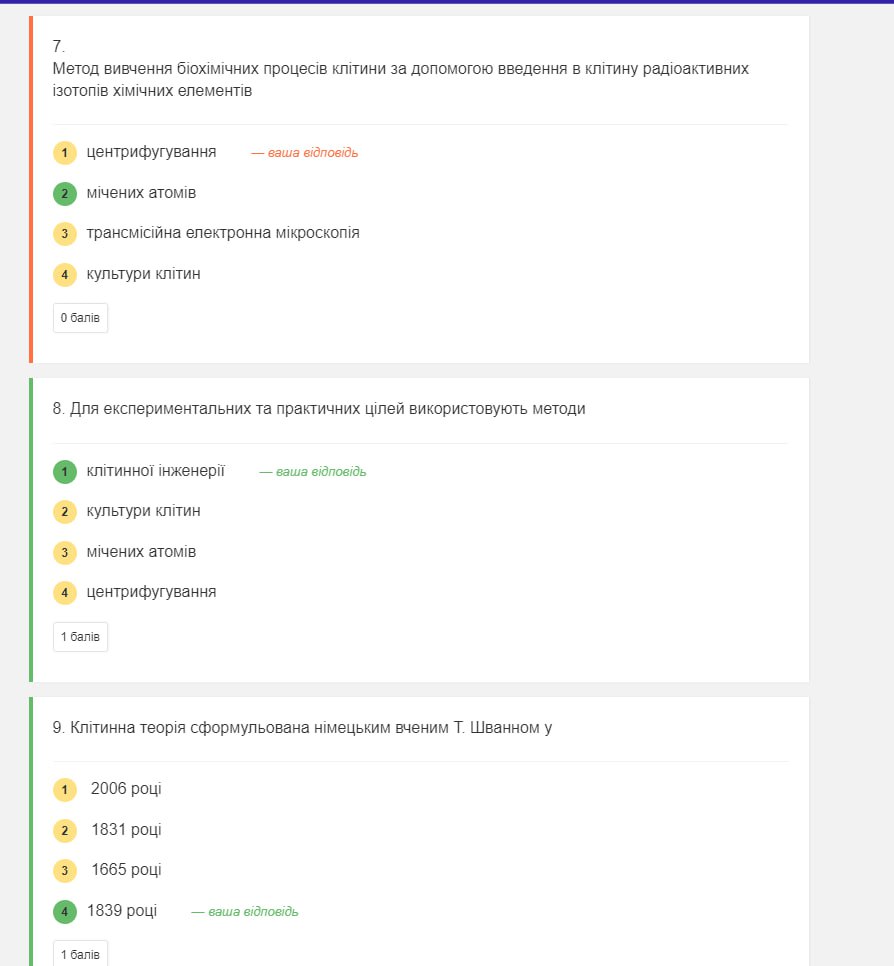 7.
Метод вивчення біохімічних процесів клітини за допомогою введення в клітину радіоактивних
ізотопів хімічних елементів
1 центрифугування — ваша відповідь
2 мічених атомів
3 трансмісійна електронна мікроскопія
4 культури клітин
0 балів
8. Для експериментальних та практичних цілей використовують методи
1 клітинної інженерії — ваша відповідь
2 культури клітин
3 мічених атомів
4 центрифугування
1 балів
9. Клітинна теорія сформульована німецьким вченим Т. Шванном у
1 2006 році
2 1831 році
3 1665 році
4 1839 році — ваша відповідь
1 балів